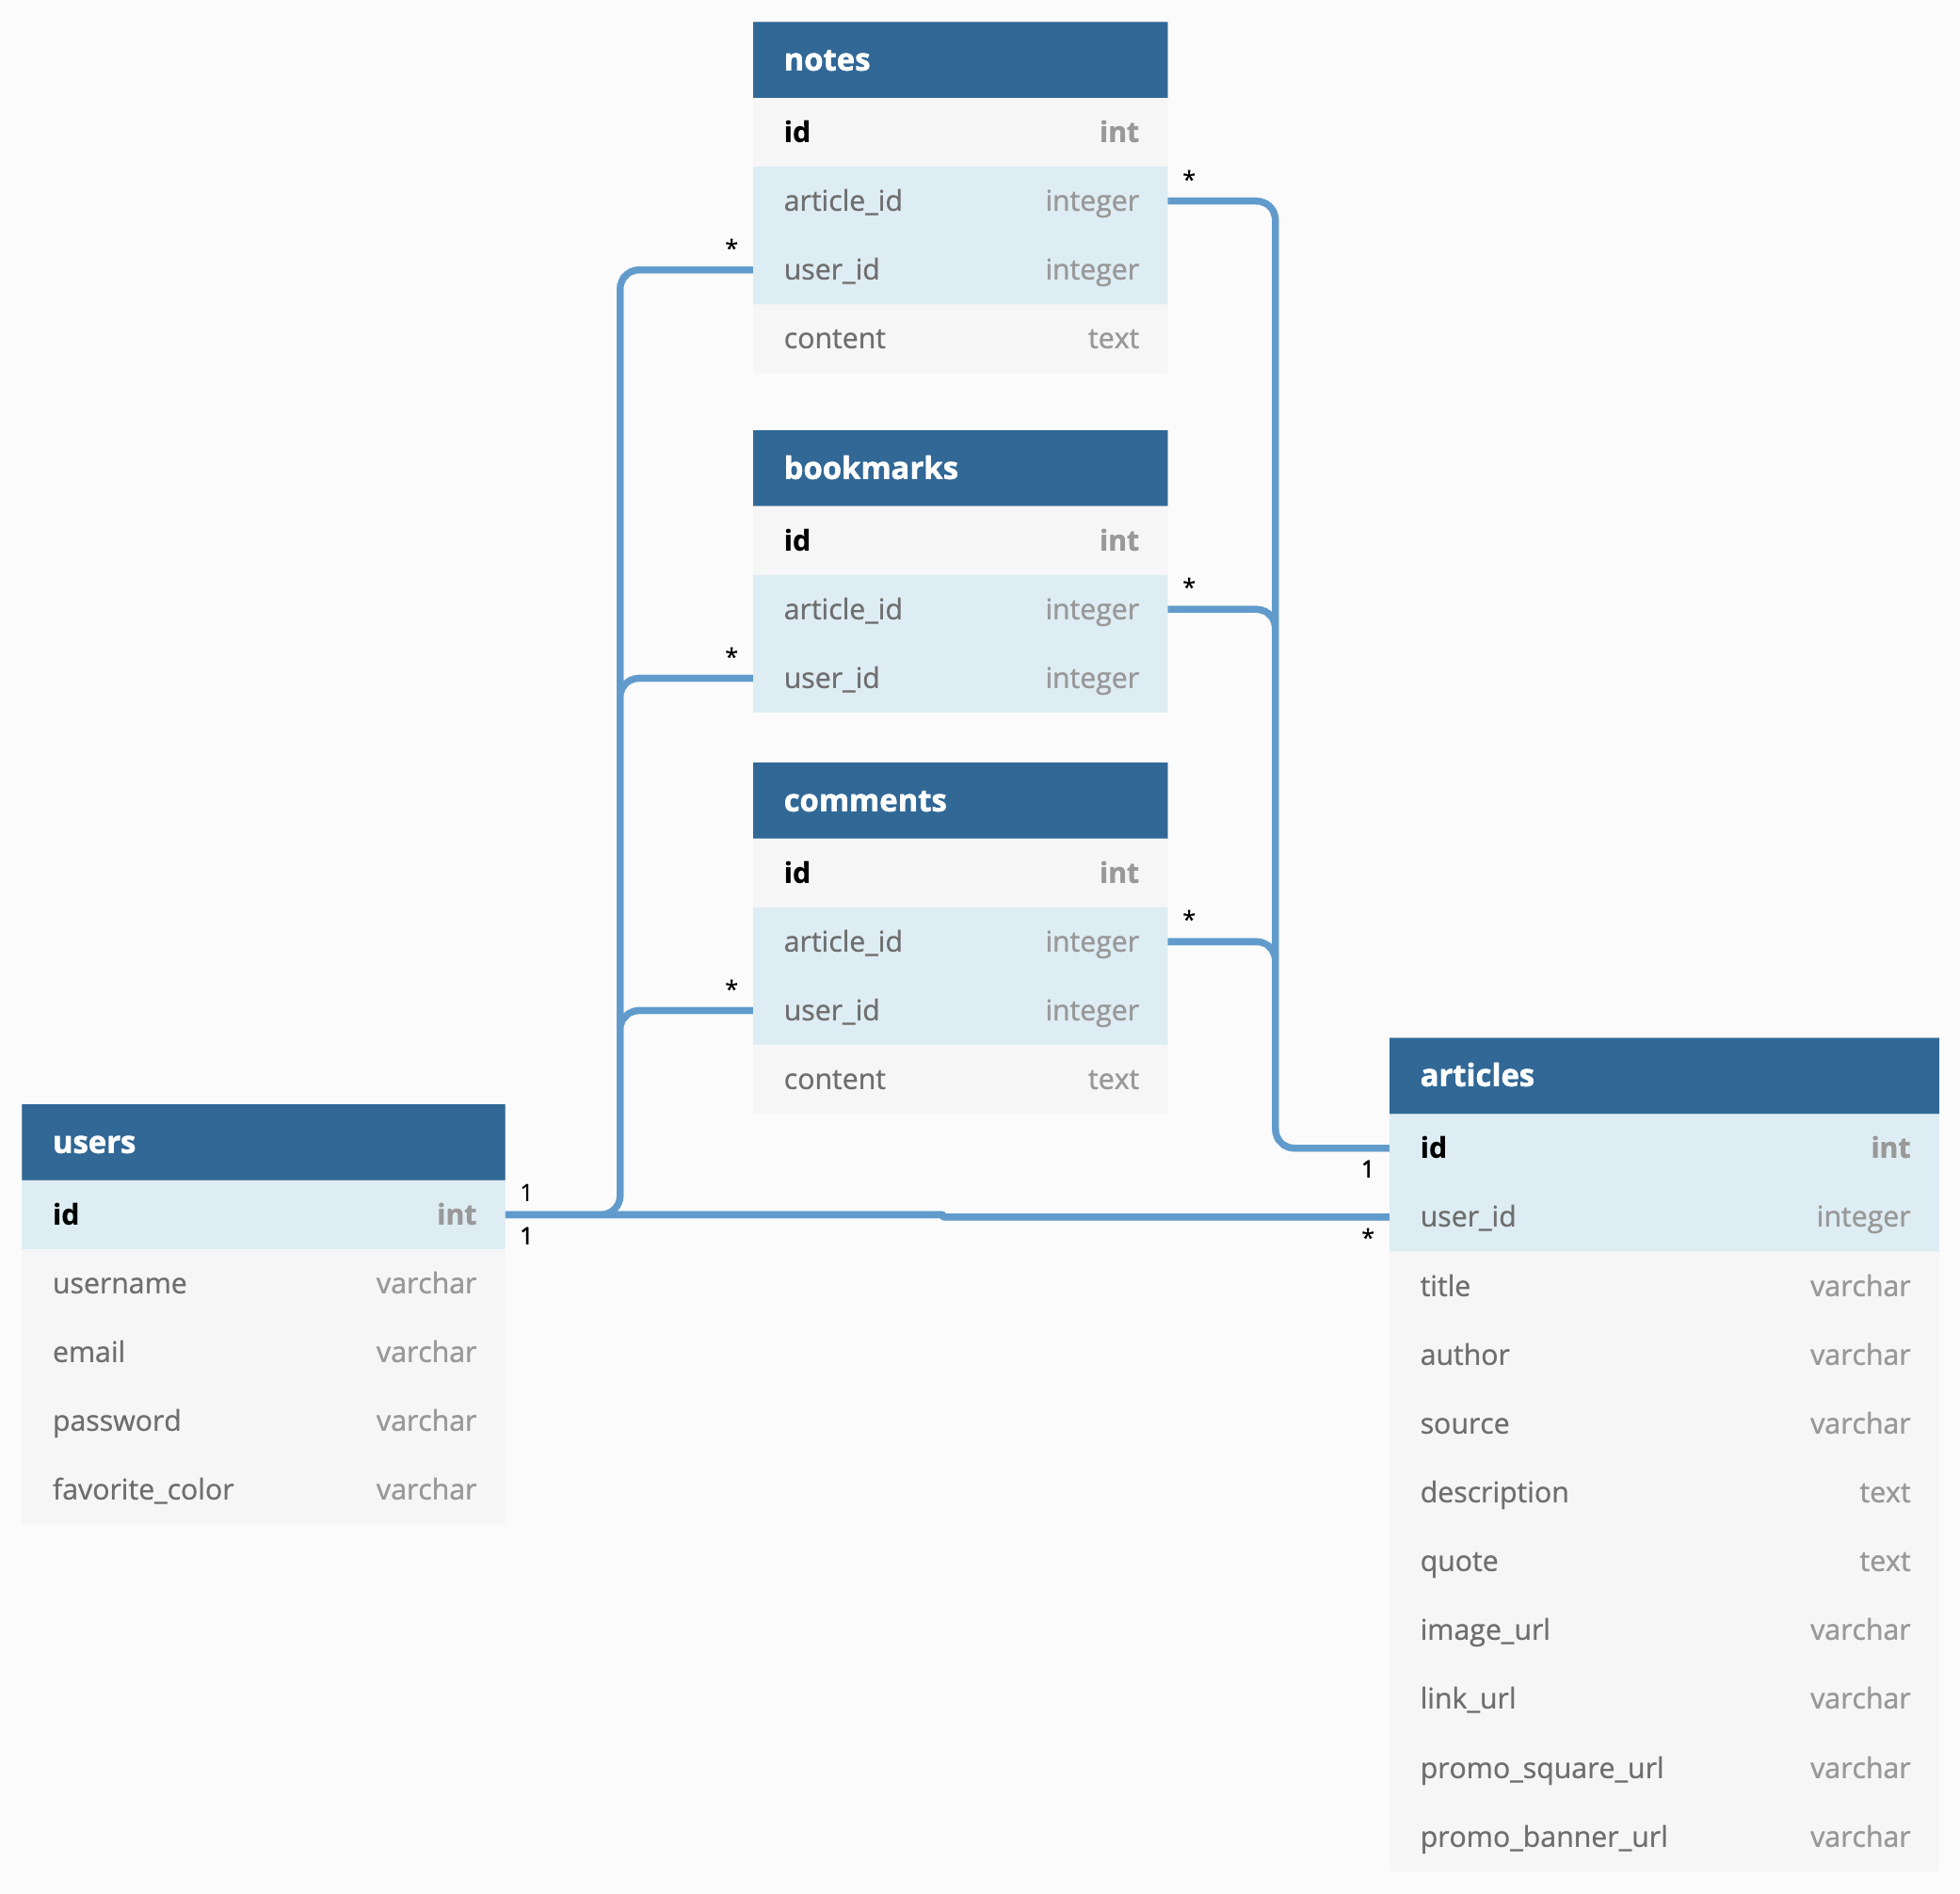 notes
id int
article_id integer
*
user_id integer
*
content text
bookmarks
id int
article_id integer
*
user_id integer
*
comments
id int
article_id integer
*
user_id integer
*
content text
users
id int
1
1
username varchar
email varchar
password varchar
favorite_color varchar
articles
id int
1
user_id integer
*
title varchar
author varchar
source varchar
description text
quote text
image_url varchar
link_url varchar
promo_square_url varchar
promo_banner_url varchar